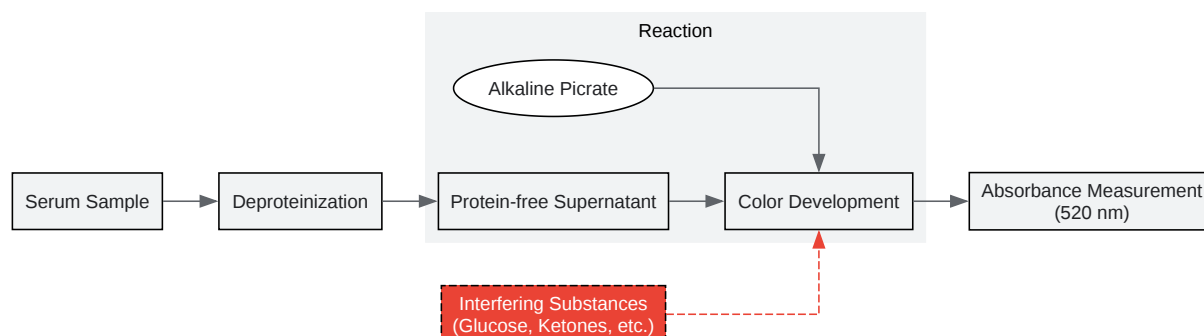 Reaction
Alkaline Picrate
Serum Sample
Deproteinization
Protein-free Supernatant
Color Development
Absorbance Measurement
(520 nm)
Interfering Substances
(Glucose, Ketones, etc.)